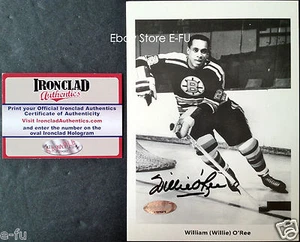 Ebay Store E-FU
IRONCLAD
Authentics
Print your Official Ironclad Authentics
Certificate of Authenticity
Visit IroncladAuthentics.com
and enter the number on the
oval Ironclad Hologram
B
Willie O'Ree
William (Willie) O'Ree
e-fu
e-fu